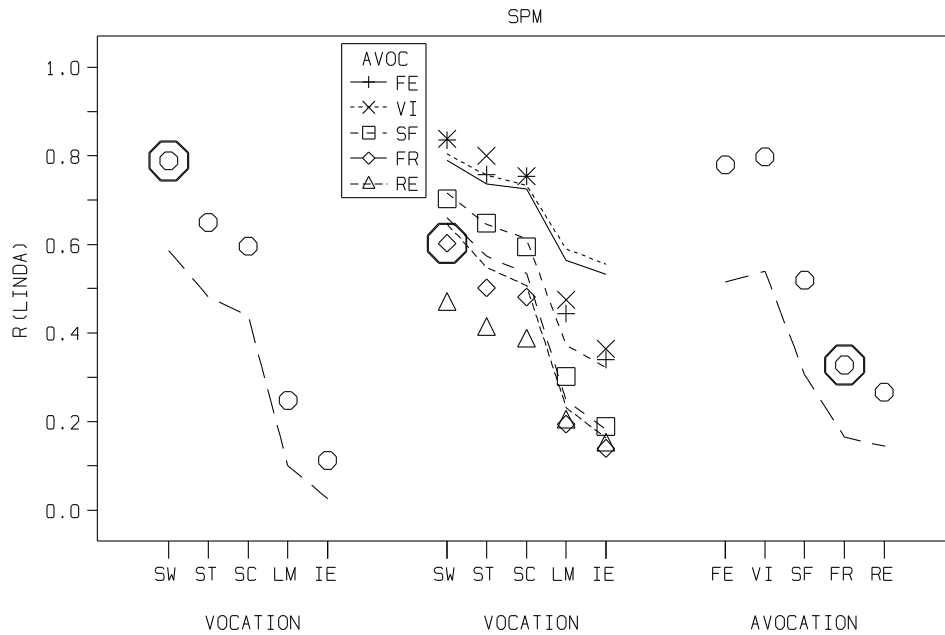 SPM
R(LINDA)
1.0
0.8
0.6
0.4
0.2
0.0
AVOC
FE
VI
SF
FR
RE
SW ST SC LM IE
SW ST SC LM IE
FE VI SF FR RE
VOCATION
VOCATION
AVOCATION